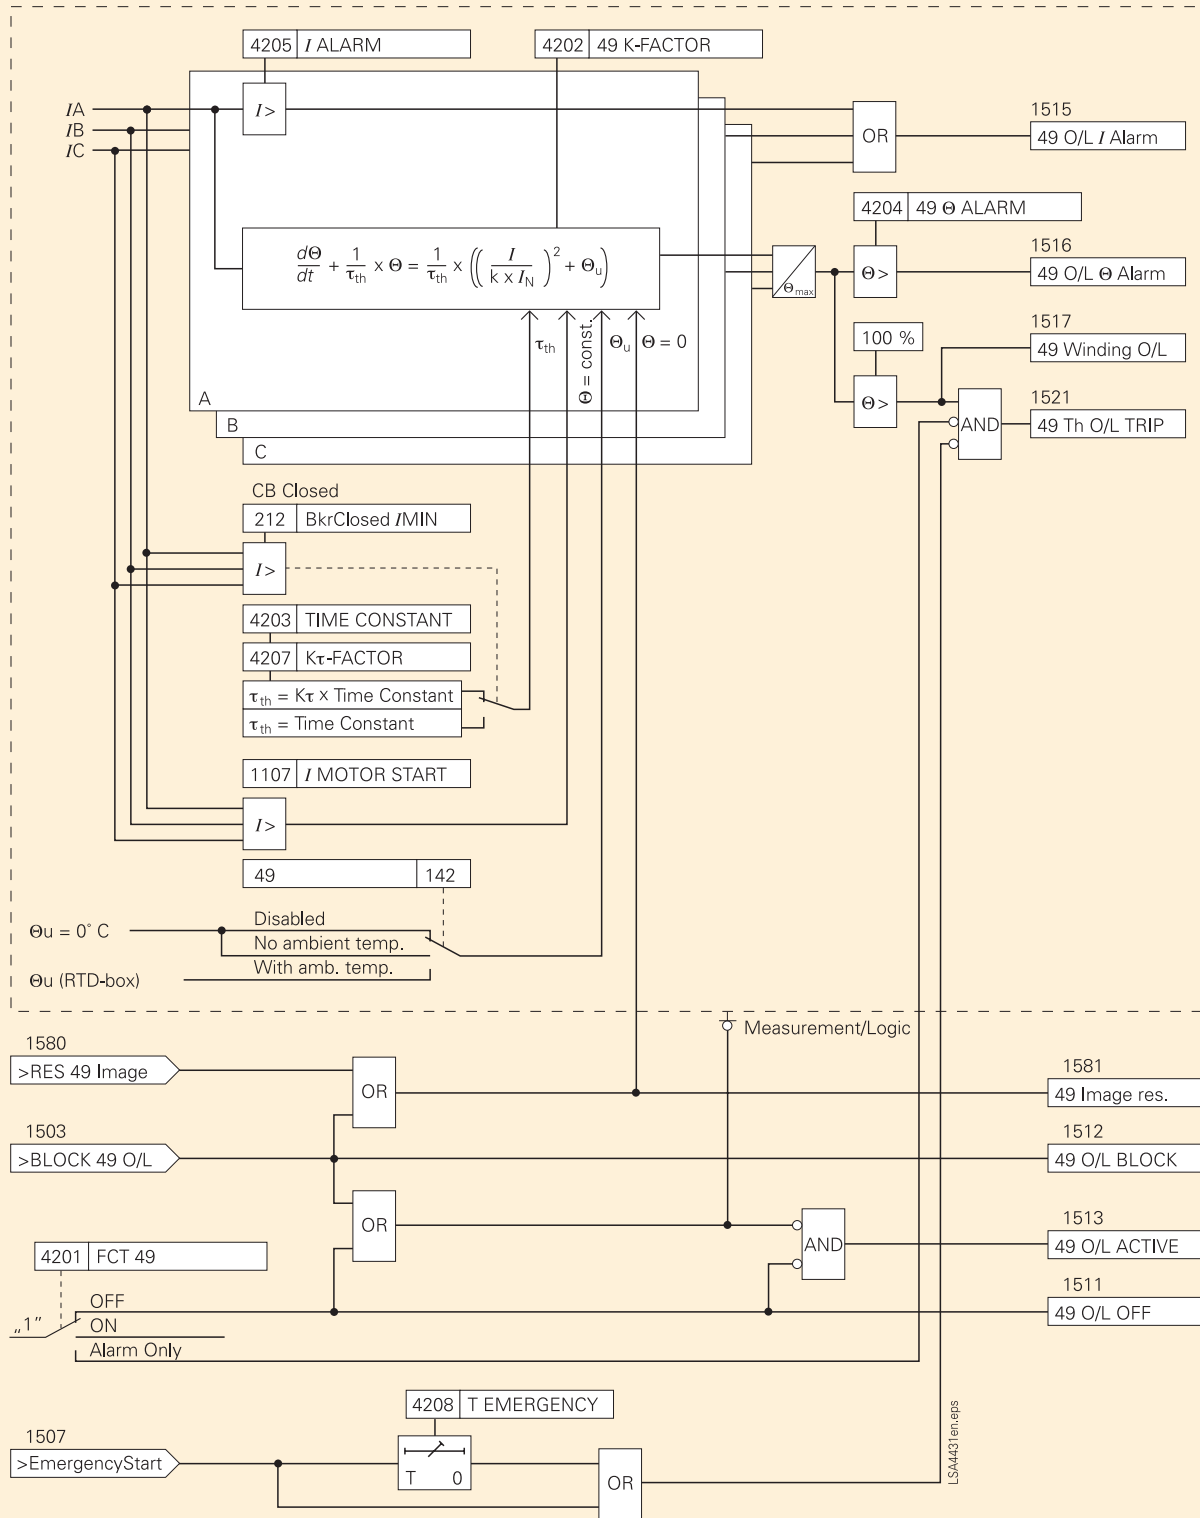 4205 I ALARM
4202 49 K-FACTOR
IA
IB
IC
I>
OR
1515
49 O/L I Alarm
4204 49 Θ ALARM
dΘ/dt + 1/τth x Θ = 1/τth x ((I/(k x IN))² + Θu)
Θmax
Θ>
1516
49 O/L Θ Alarm
τth
Θ = const.
Θu
Θ = 0
100 %
1517
49 Winding O/L
A
Θ>
AND
1521
49 Th O/L TRIP
B
C
CB Closed
212 BkrClosed IMIN
I>
4203 TIME CONSTANT
4207 Kτ-FACTOR
τth = Kτ x Time Constant
τth = Time Constant
1107 I MOTOR START
I>
49 142
Θu = 0° C
Disabled
No ambient temp.
With amb. temp.
Θu (RTD-box)
Measurement/Logic
1580
>RES 49 Image
OR
1581
49 Image res.
1503
>BLOCK 49 O/L
1512
49 O/L BLOCK
OR
AND
1513
49 O/L ACTIVE
4201 FCT 49
1511
49 O/L OFF
„1”
OFF
ON
Alarm Only
4208 T EMERGENCY
1507
>EmergencyStart
T 0
OR
LSA4431en.eps